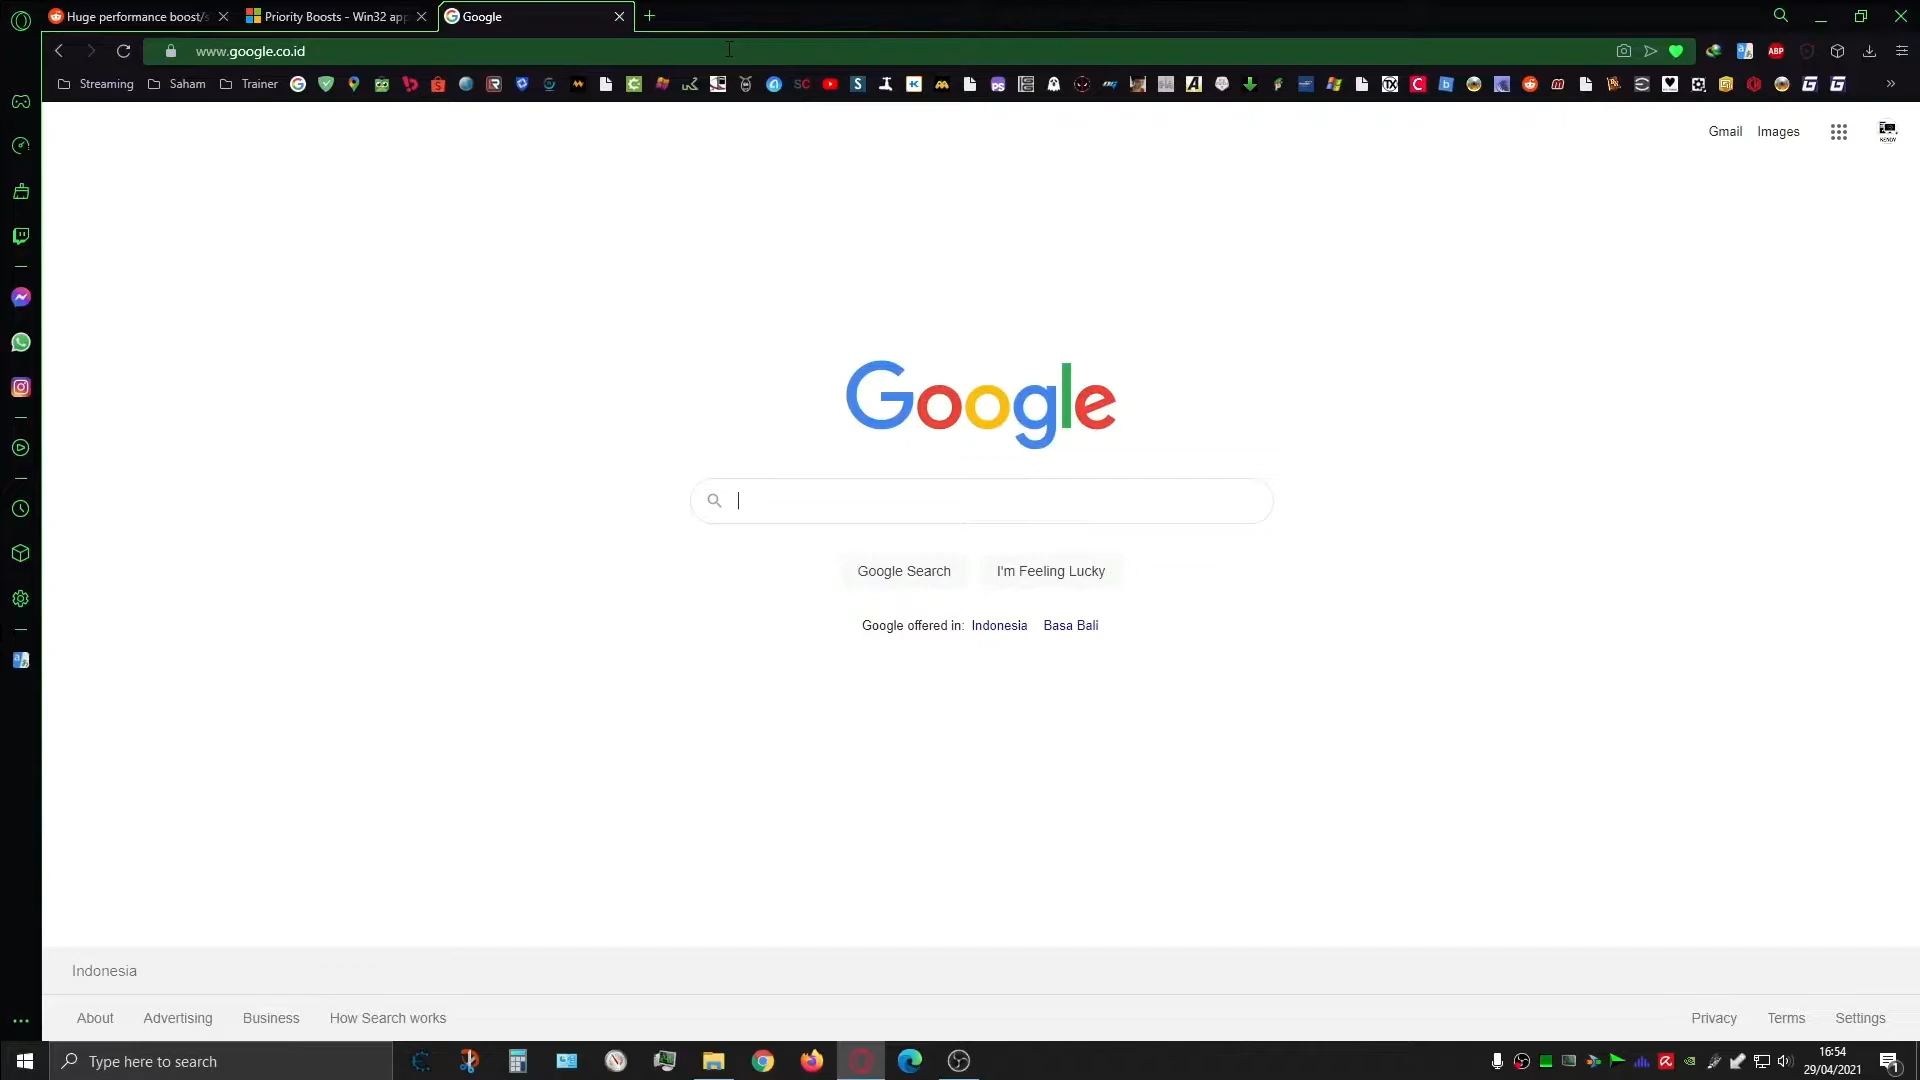 Huge performance boost/s
Priority Boosts - Win32 app
Google
www.google.co.id
ABP
Streaming
Saham
Trainer
Gmail
Images
Google
Google Search
I'm Feeling Lucky
Google offered in: Indonesia Basa Bali
Indonesia
About
Advertising
Business
How Search works
Privacy
Terms
Settings
Type here to search
16:54
29/04/2021
1